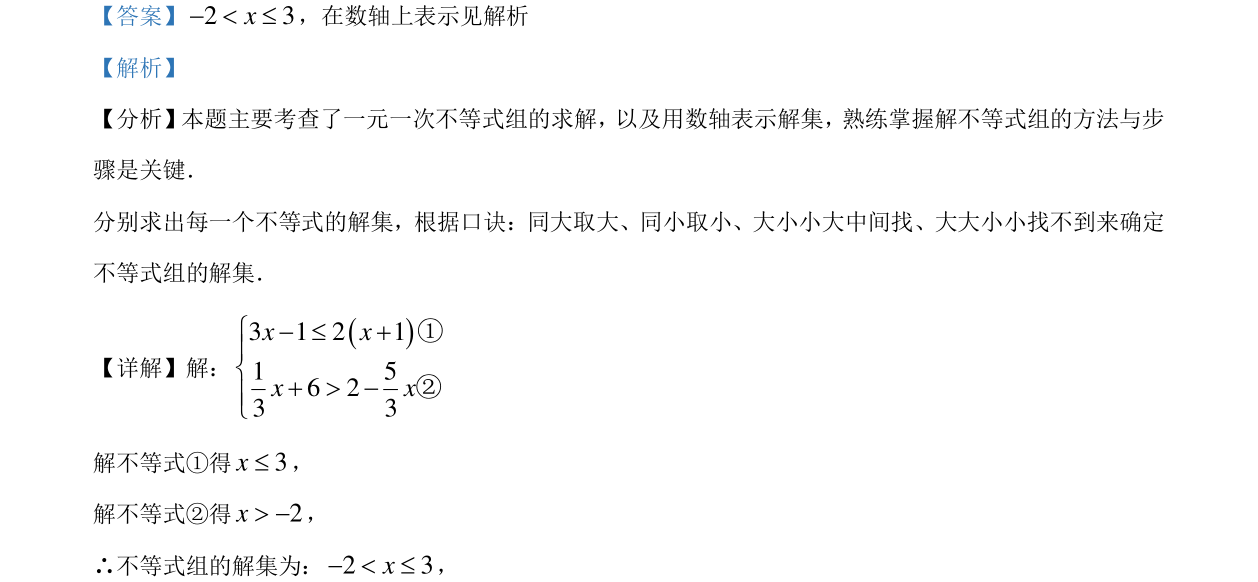 【答案】-2 < x ≤ 3，在数轴上表示见解析
【解析】
【分析】本题主要考查了一元一次不等式组的求解，以及用数轴表示解集，熟练掌握解不等式组的方法与步
骤是关键．
分别求出每一个不等式的解集，根据口诀：同大取大、同小取小、大小小大中间找、大大小小找不到来确定
不等式组的解集．
【详解】解：{3x-1≤2(x+1)①
1/3 x+6>2-5/3 x②
解不等式①得 x ≤ 3，
解不等式②得 x > -2，
∴不等式组的解集为：-2 < x ≤ 3，